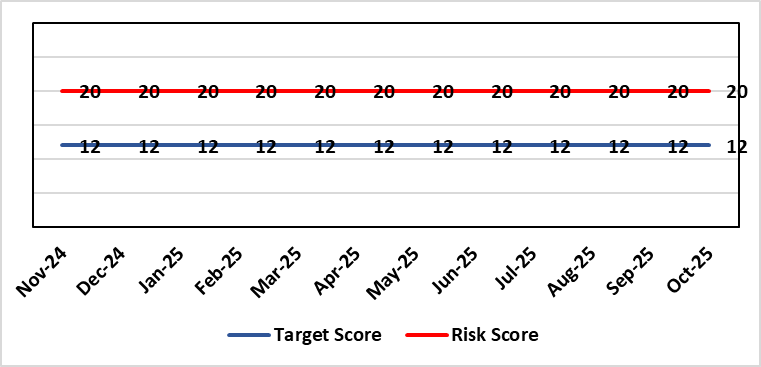 20 20 20 20 20 20 20 20 20 20 20 20
12 12 12 12 12 12 12 12 12 12 12 12
Nov-24 Dec-24 Jan-25 Feb-25 Mar-25 Apr-25 May-25 Jun-25 Jul-25 Aug-25 Sep-25 Oct-25
Target Score Risk Score